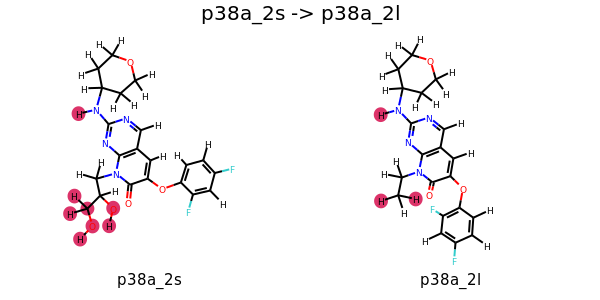 p38a_2s -> p38a_2l
H H H H
O O
H H H H
H H H H
H H H H H H
H N H N
N H N H
N N
H H H H
N N
H H F
O O O O
H H H H
H H H F H
O O
H H
H F
p38a_2s p38a_2l